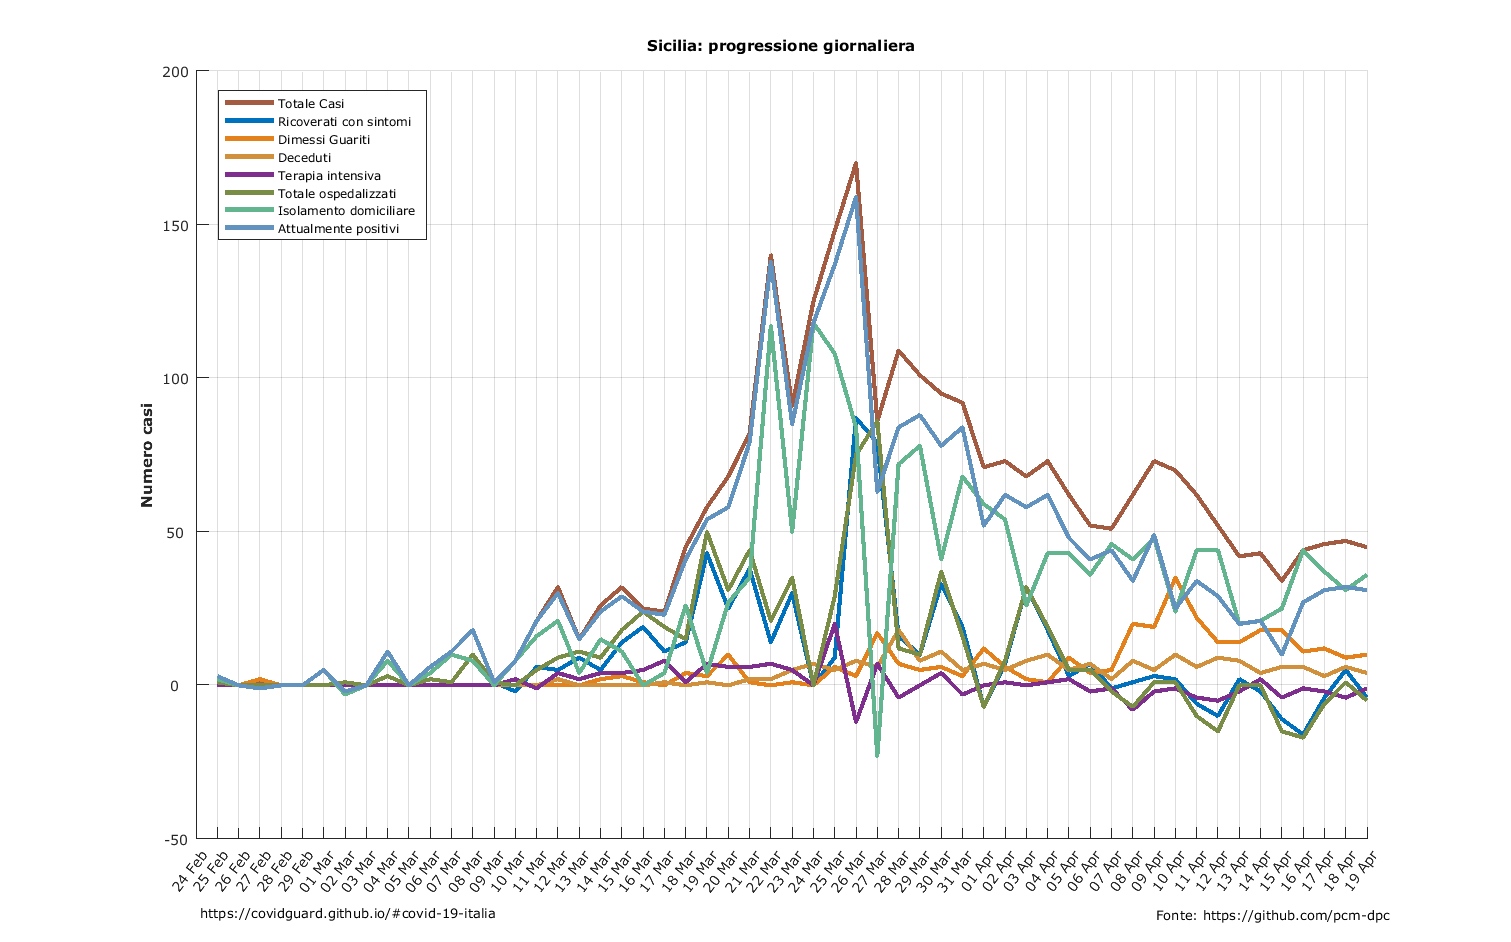 Sicilia: progressione giornaliera
200
150
100
50
0
-50
Numero casi
Totale Casi
Ricoverati con sintomi
Dimessi Guariti
Deceduti
Terapia intensiva
Totale ospedalizzati
Isolamento domiciliare
Attualmente positivi
24 Feb
25 Feb
26 Feb
27 Feb
28 Feb
29 Feb
01 Mar
02 Mar
03 Mar
04 Mar
05 Mar
06 Mar
07 Mar
08 Mar
09 Mar
10 Mar
11 Mar
12 Mar
13 Mar
14 Mar
15 Mar
16 Mar
17 Mar
18 Mar
19 Mar
20 Mar
21 Mar
22 Mar
23 Mar
24 Mar
25 Mar
26 Mar
27 Mar
28 Mar
29 Mar
30 Mar
31 Mar
01 Apr
02 Apr
03 Apr
04 Apr
05 Apr
06 Apr
07 Apr
08 Apr
09 Apr
10 Apr
11 Apr
12 Apr
13 Apr
14 Apr
15 Apr
16 Apr
17 Apr
18 Apr
19 Apr
https://covidguard.github.io/#covid-19-italia
Fonte: https://github.com/pcm-dpc